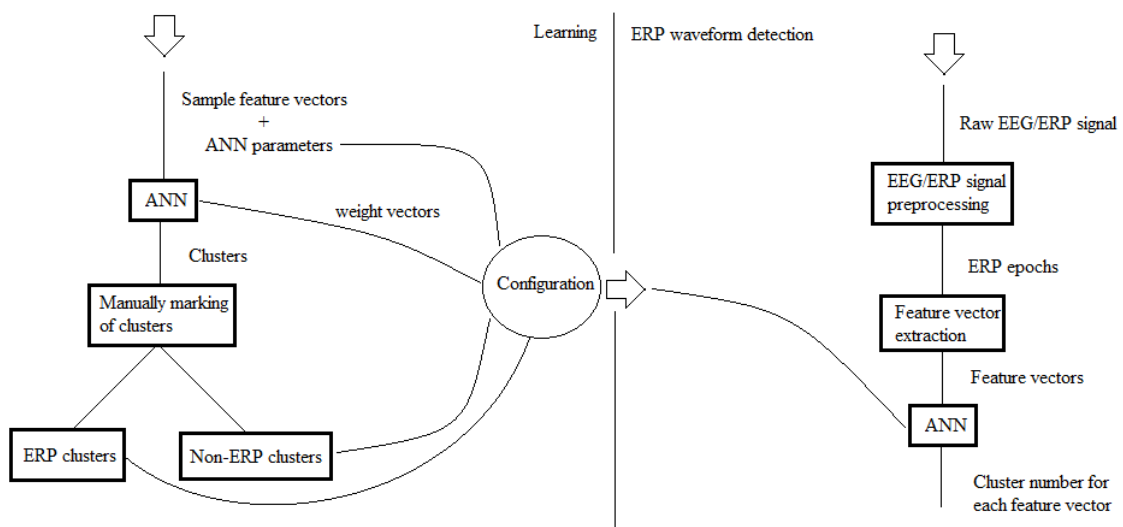 Learning
ERP waveform detection
Sample feature vectors
+
ANN parameters
ANN
weight vectors
Clusters
Manually marking
of clusters
ERP clusters
Non-ERP clusters
Configuration
Raw EEG/ERP signal
EEG/ERP signal
preprocessing
ERP epochs
Feature vector
extraction
Feature vectors
ANN
Cluster number for
each feature vector